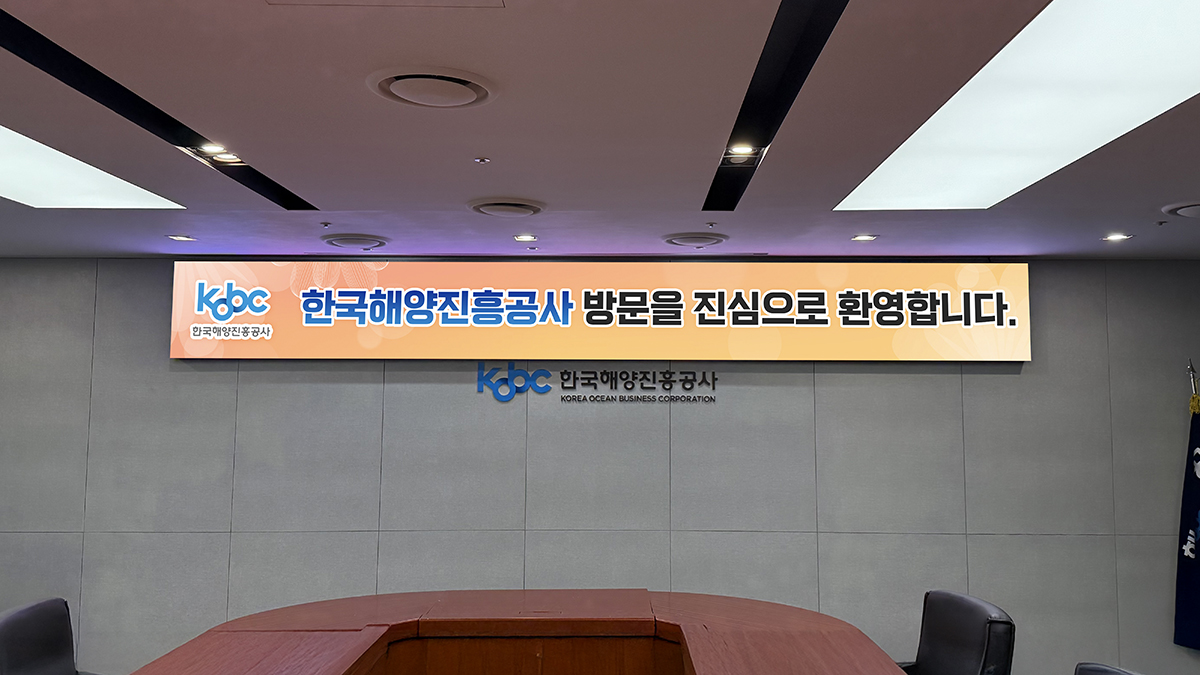 kobc
한국해양진흥공사
한국해양진흥공사 방문을 진심으로 환영합니다.
kobc 한국해양진흥공사
KOREA OCEAN BUSINESS CORPORATION